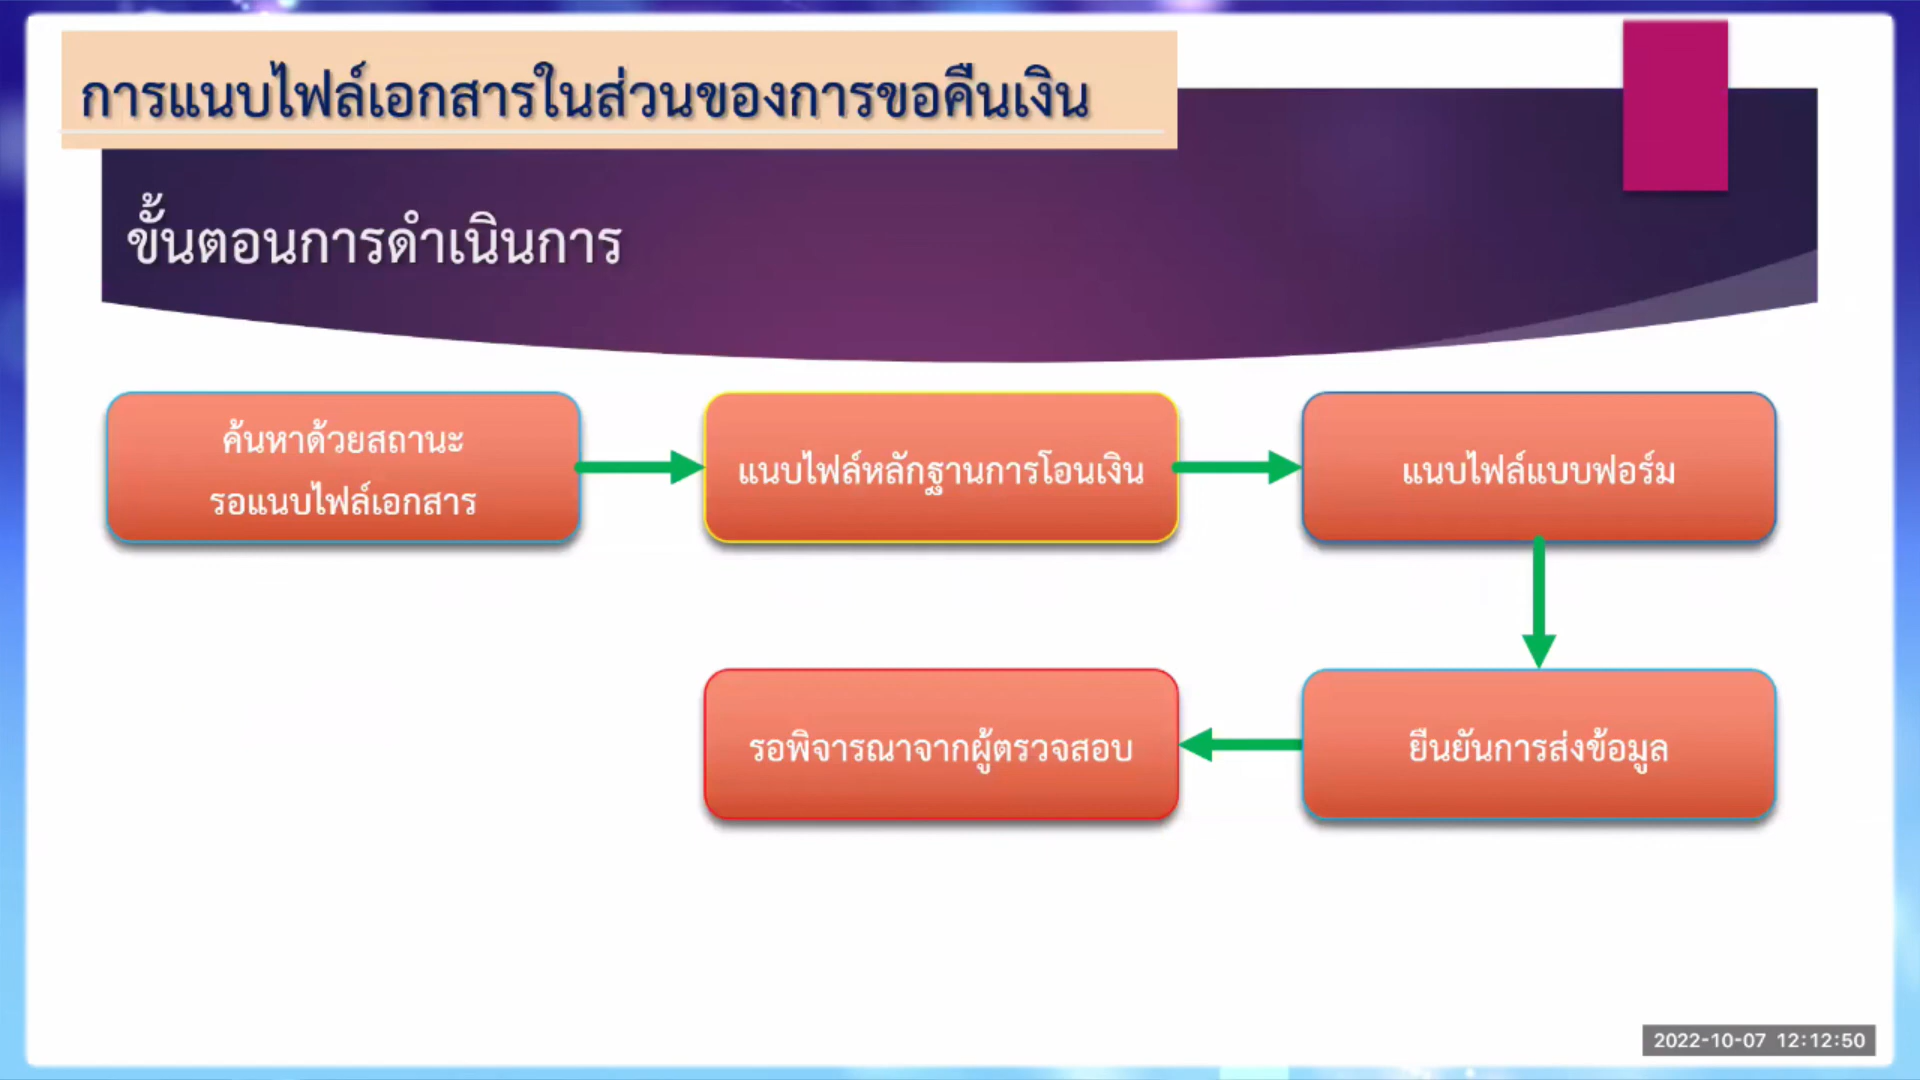 การแนบไฟล์เอกสารในส่วนของการขอคืนเงิน
ขั้นตอนการดำเนินการ
ค้นหาด้วยสถานะ
รอแนบไฟล์เอกสาร
แนบไฟล์หลักฐานการโอนเงิน
แนบไฟล์แบบฟอร์ม
ยืนยันการส่งข้อมูล
รอพิจารณาจากผู้ตรวจสอบ
2022-10-07 12:12:50